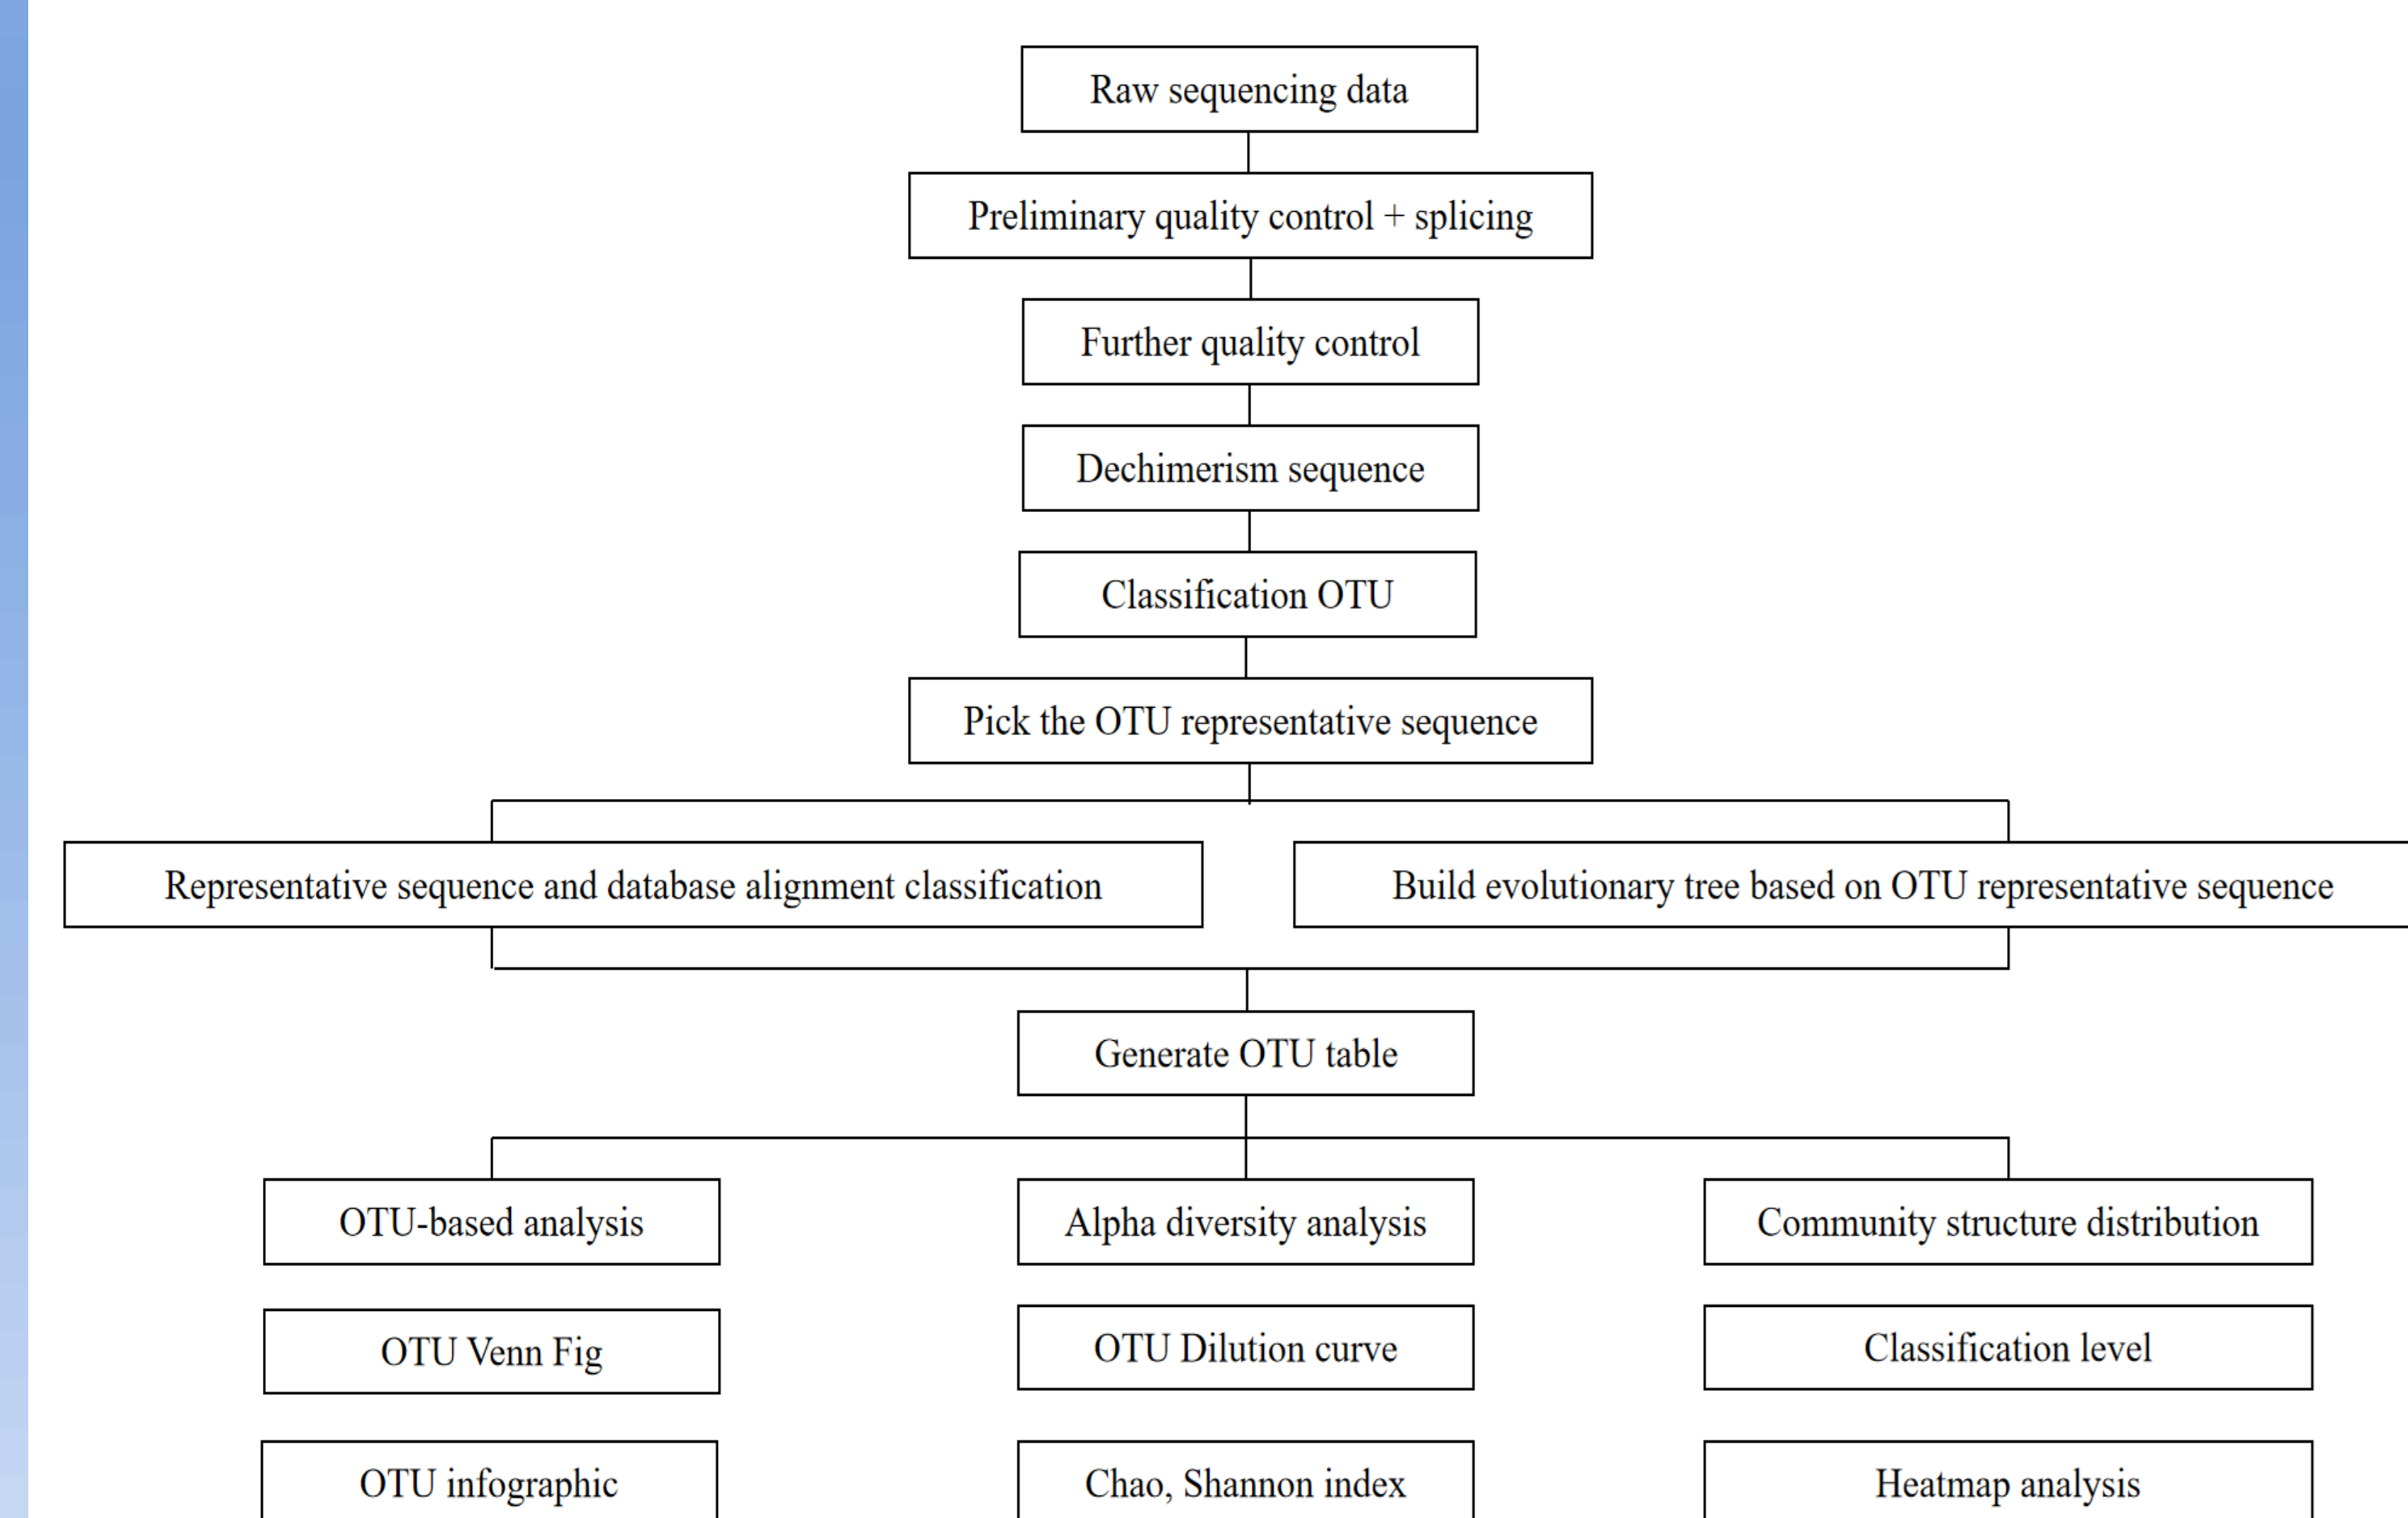 Raw sequencing data
Preliminary quality control + splicing
Further quality control
Dechimerism sequence
Classification OTU
Pick the OTU representative sequence
Representative sequence and database alignment classification
Build evolutionary tree based on OTU representative sequence
Generate OTU table
OTU-based analysis
Alpha diversity analysis
Community structure distribution
OTU Venn Fig
OTU Dilution curve
Classification level
OTU infographic
Chao, Shannon index
Heatmap analysis